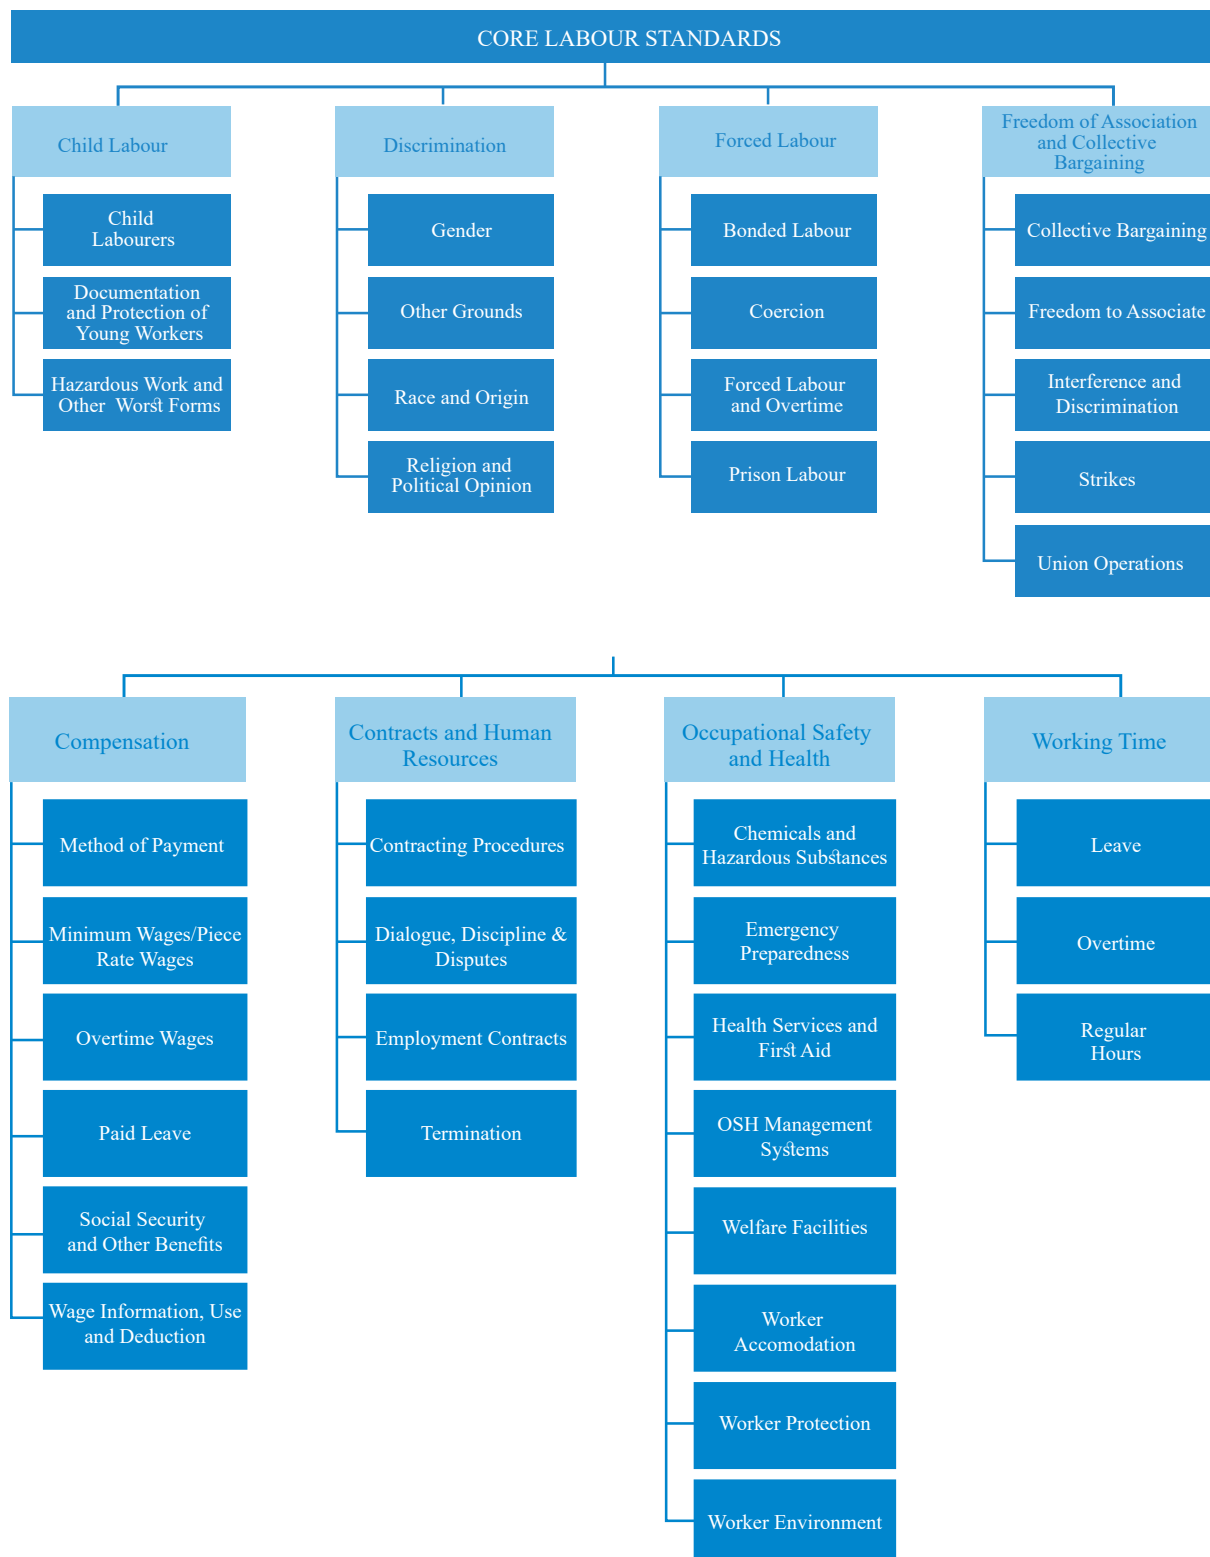 CORE LABOUR STANDARDS
Child Labour
Child
Labourers
Documentation
and Protection of
Young Workers
Hazardous Work and
Other Worst Forms
Discrimination
Gender
Other Grounds
Race and Origin
Religion and
Political Opinion
Forced Labour
Bonded Labour
Coercion
Forced Labour
and Overtime
Prison Labour
Freedom of Association
and Collective
Bargaining
Collective Bargaining
Freedom to Associate
Interference and
Discrimination
Strikes
Union Operations
Compensation
Method of Payment
Minimum Wages/Piece
Rate Wages
Overtime Wages
Paid Leave
Social Security
and Other Benefits
Wage Information, Use
and Deduction
Contracts and Human
Resources
Contracting Procedures
Dialogue, Discipline &
Disputes
Employment Contracts
Termination
Occupational Safety
and Health
Chemicals and
Hazardous Substances
Emergency
Preparedness
Health Services and
First Aid
OSH Management
Systems
Welfare Facilities
Worker
Accomodation
Worker Protection
Worker Environment
Working Time
Leave
Overtime
Regular
Hours